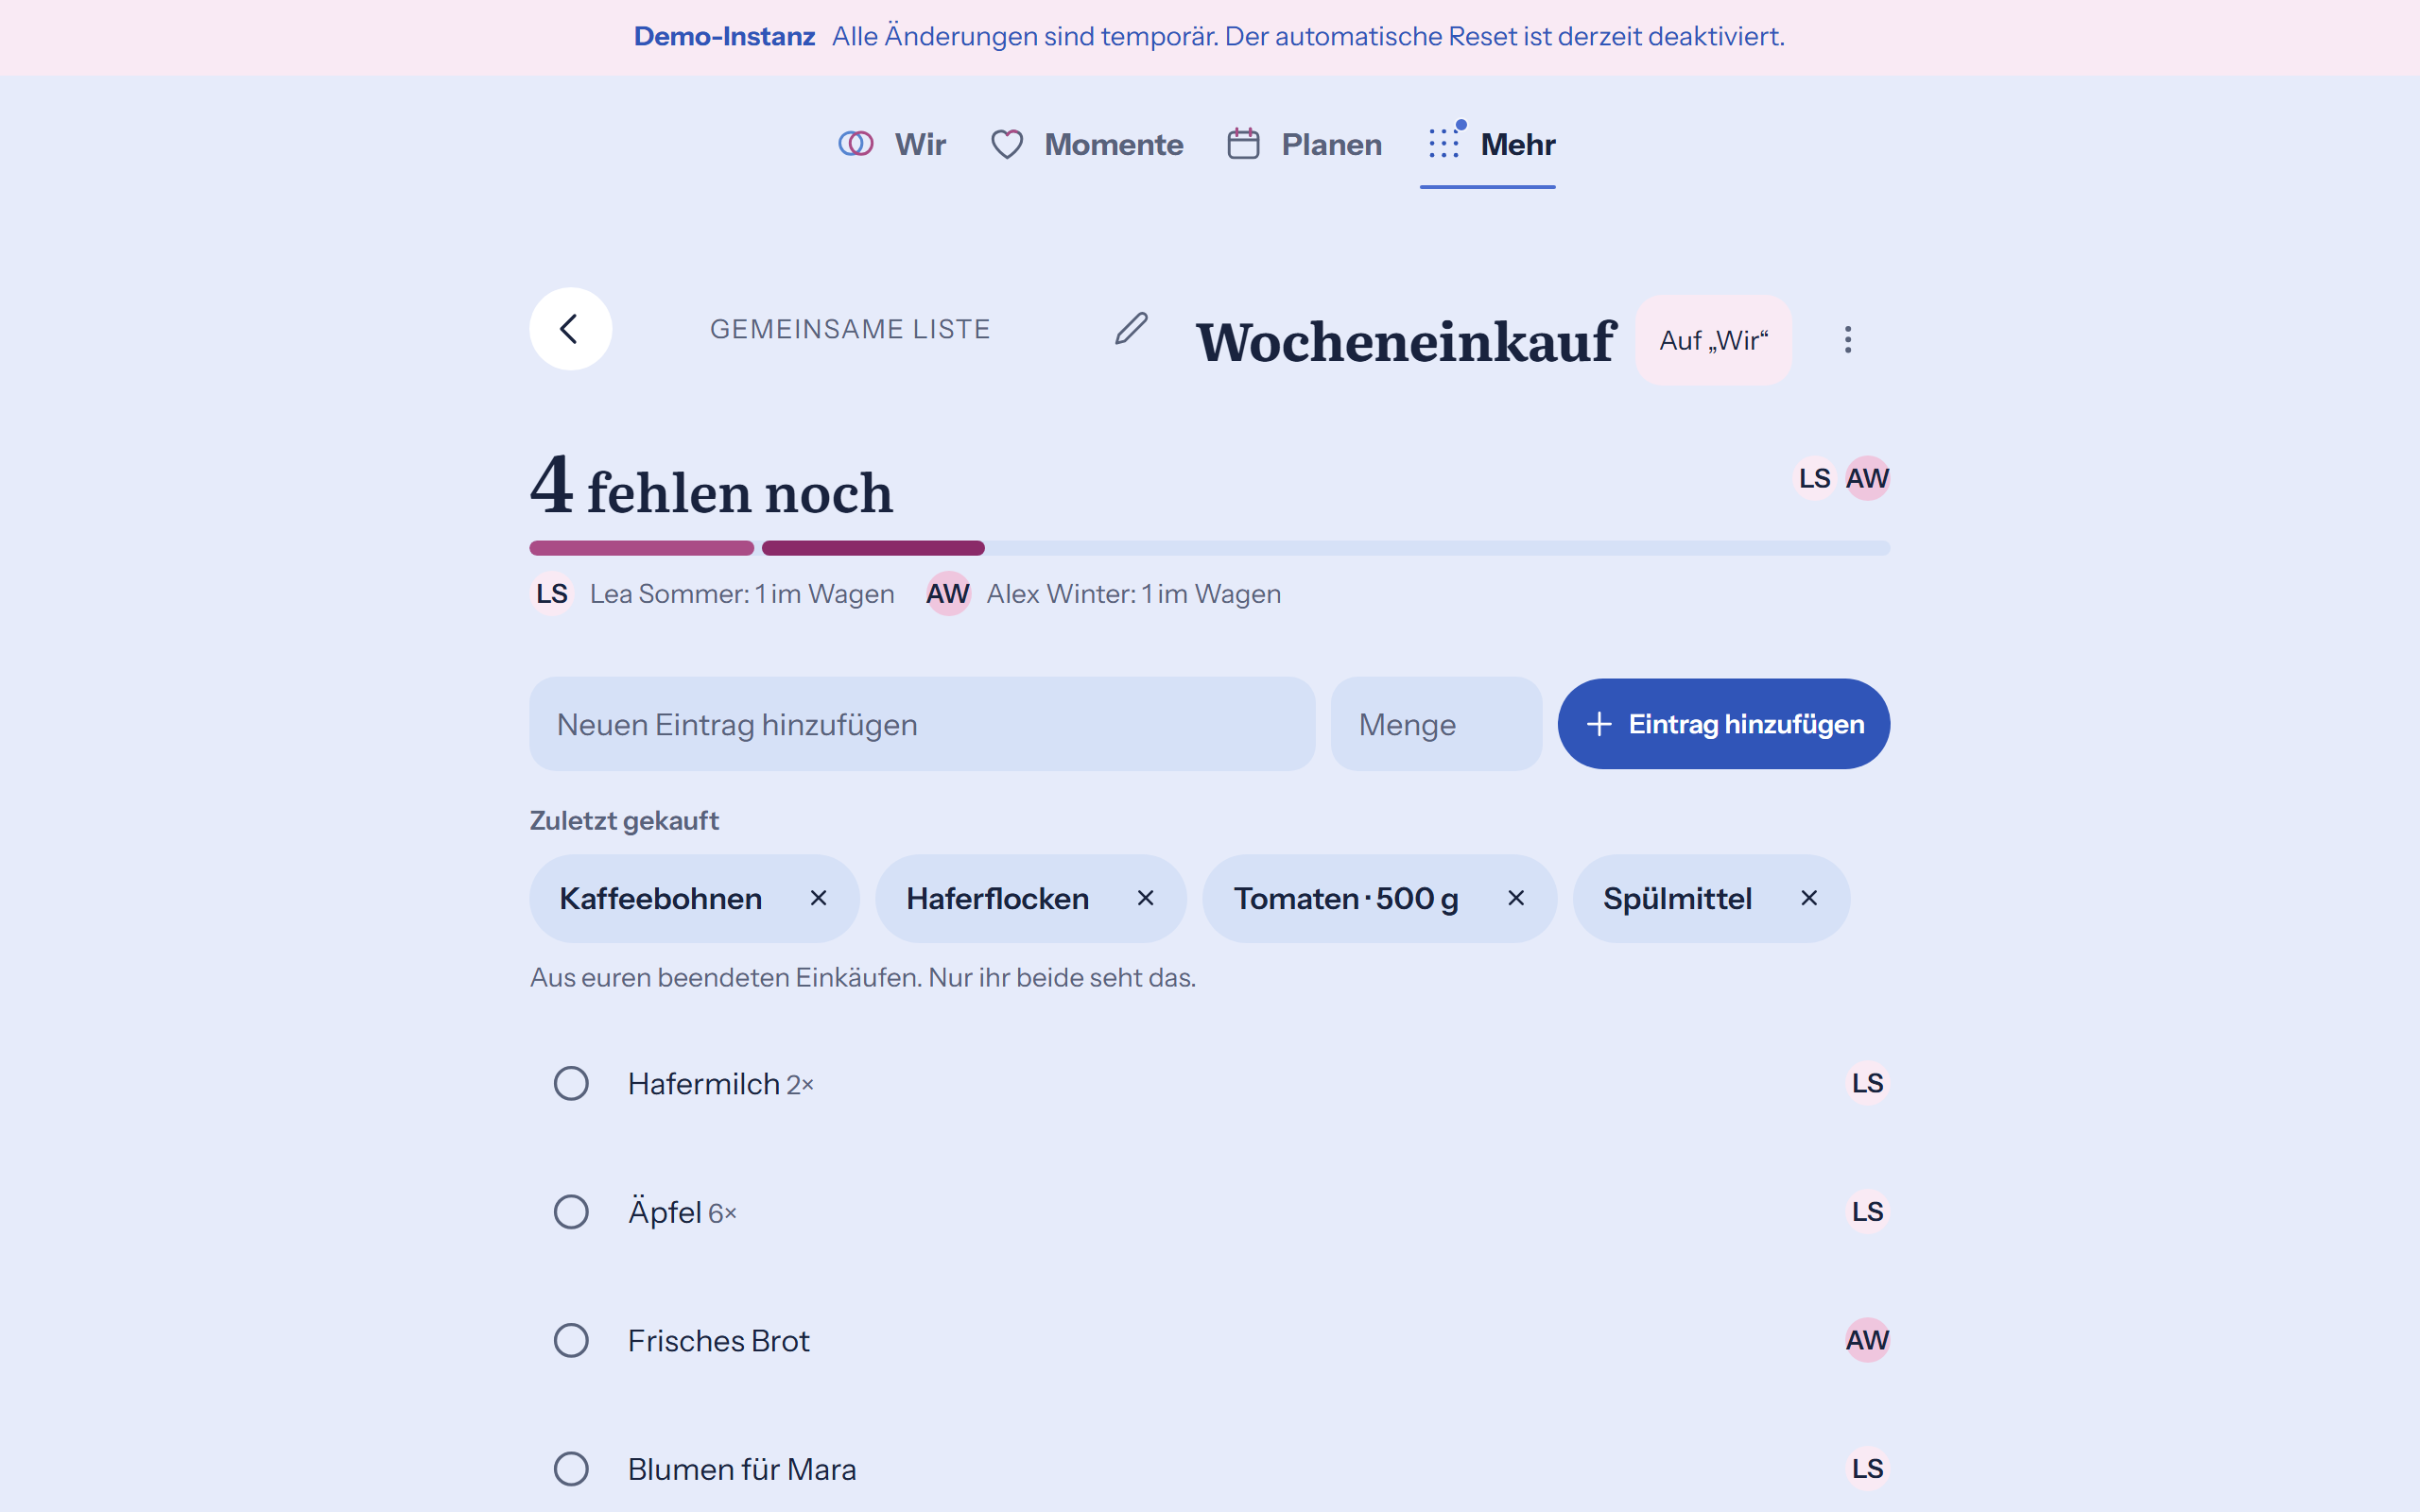 Demo-Instanz Alle Änderungen sind temporär. Der automatische Reset ist derzeit deaktiviert.
Wir Momente Planen Mehr
GEMEINSAME LISTE Wocheneinkauf Auf „Wir“
4 fehlen noch LS AW
LS Lea Sommer: 1 im Wagen AW Alex Winter: 1 im Wagen
Neuen Eintrag hinzufügen Menge Eintrag hinzufügen
Zuletzt gekauft
Kaffeebohnen × Haferflocken × Tomaten · 500 g × Spülmittel ×
Aus euren beendeten Einkäufen. Nur ihr beide seht das.
Hafermilch 2× LS
Äpfel 6× LS
Frisches Brot AW
Blumen für Mara LS